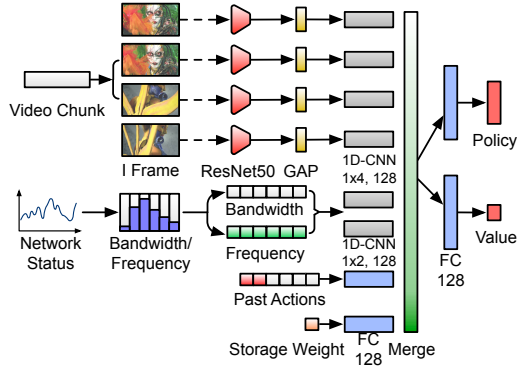 Video Chunk
I Frame
ResNet50 GAP
1D-CNN
1x4, 128
Policy
Network
Status
Bandwidth/
Frequency
Bandwidth
Frequency
1D-CNN
1x2, 128
Value
FC
128
Past Actions
Storage Weight
FC
128
Merge